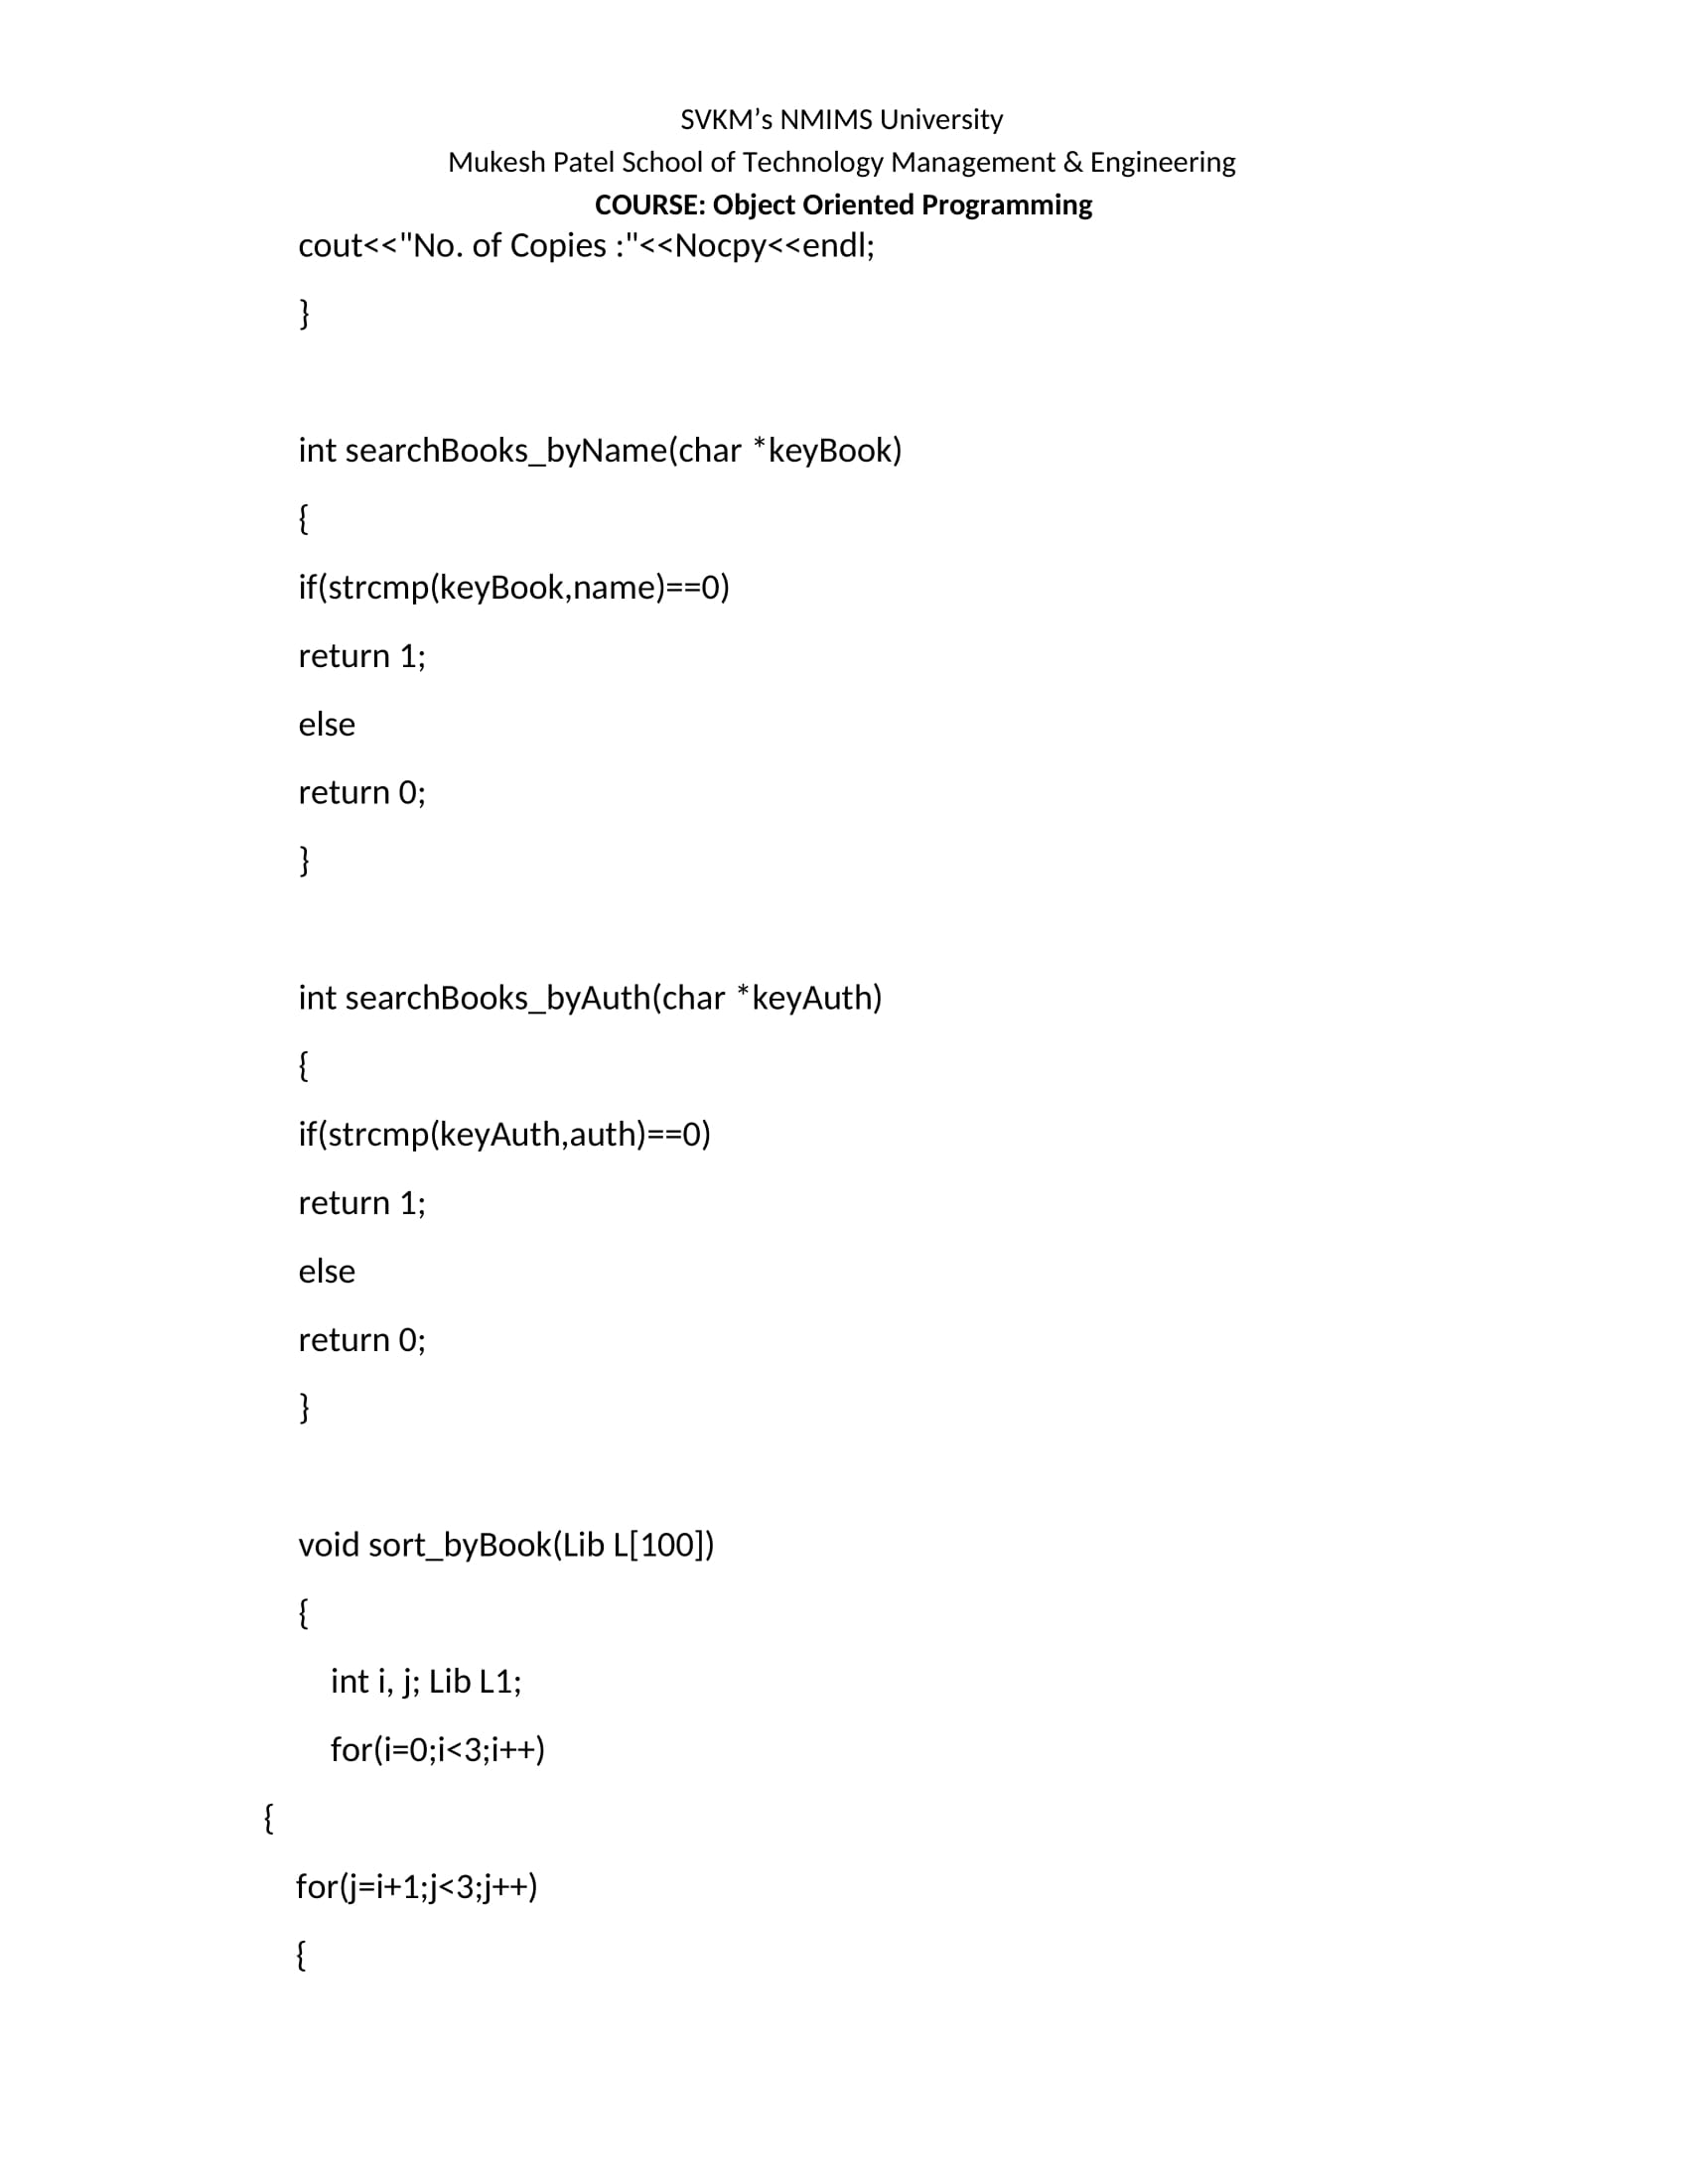 SVKM’s NMIMS University
Mukesh Patel School of Technology Management & Engineering
COURSE: Object Oriented Programming
cout<<"No. of Copies :"<<Nocpy<<endl;
}
int searchBooks_byName(char *keyBook)
{
if(strcmp(keyBook,name)==0)
return 1;
else
return 0;
}
int searchBooks_byAuth(char *keyAuth)
{
if(strcmp(keyAuth,auth)==0)
return 1;
else
return 0;
}
void sort_byBook(Lib L[100])
{
int i, j; Lib L1;
for(i=0;i<3;i++)
{
for(j=i+1;j<3;j++)
{